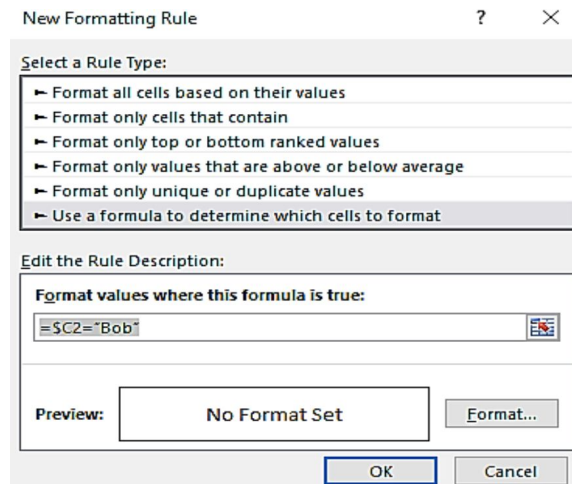 New Formatting Rule ? ×
Select a Rule Type:
► Format all cells based on their values
► Format only cells that contain
► Format only top or bottom ranked values
► Format only values that are above or below average
► Format only unique or duplicate values
► Use a formula to determine which cells to format
Edit the Rule Description:
Format values where this formula is true:
=$C2="Bob"
Preview: No Format Set Format...
OK Cancel